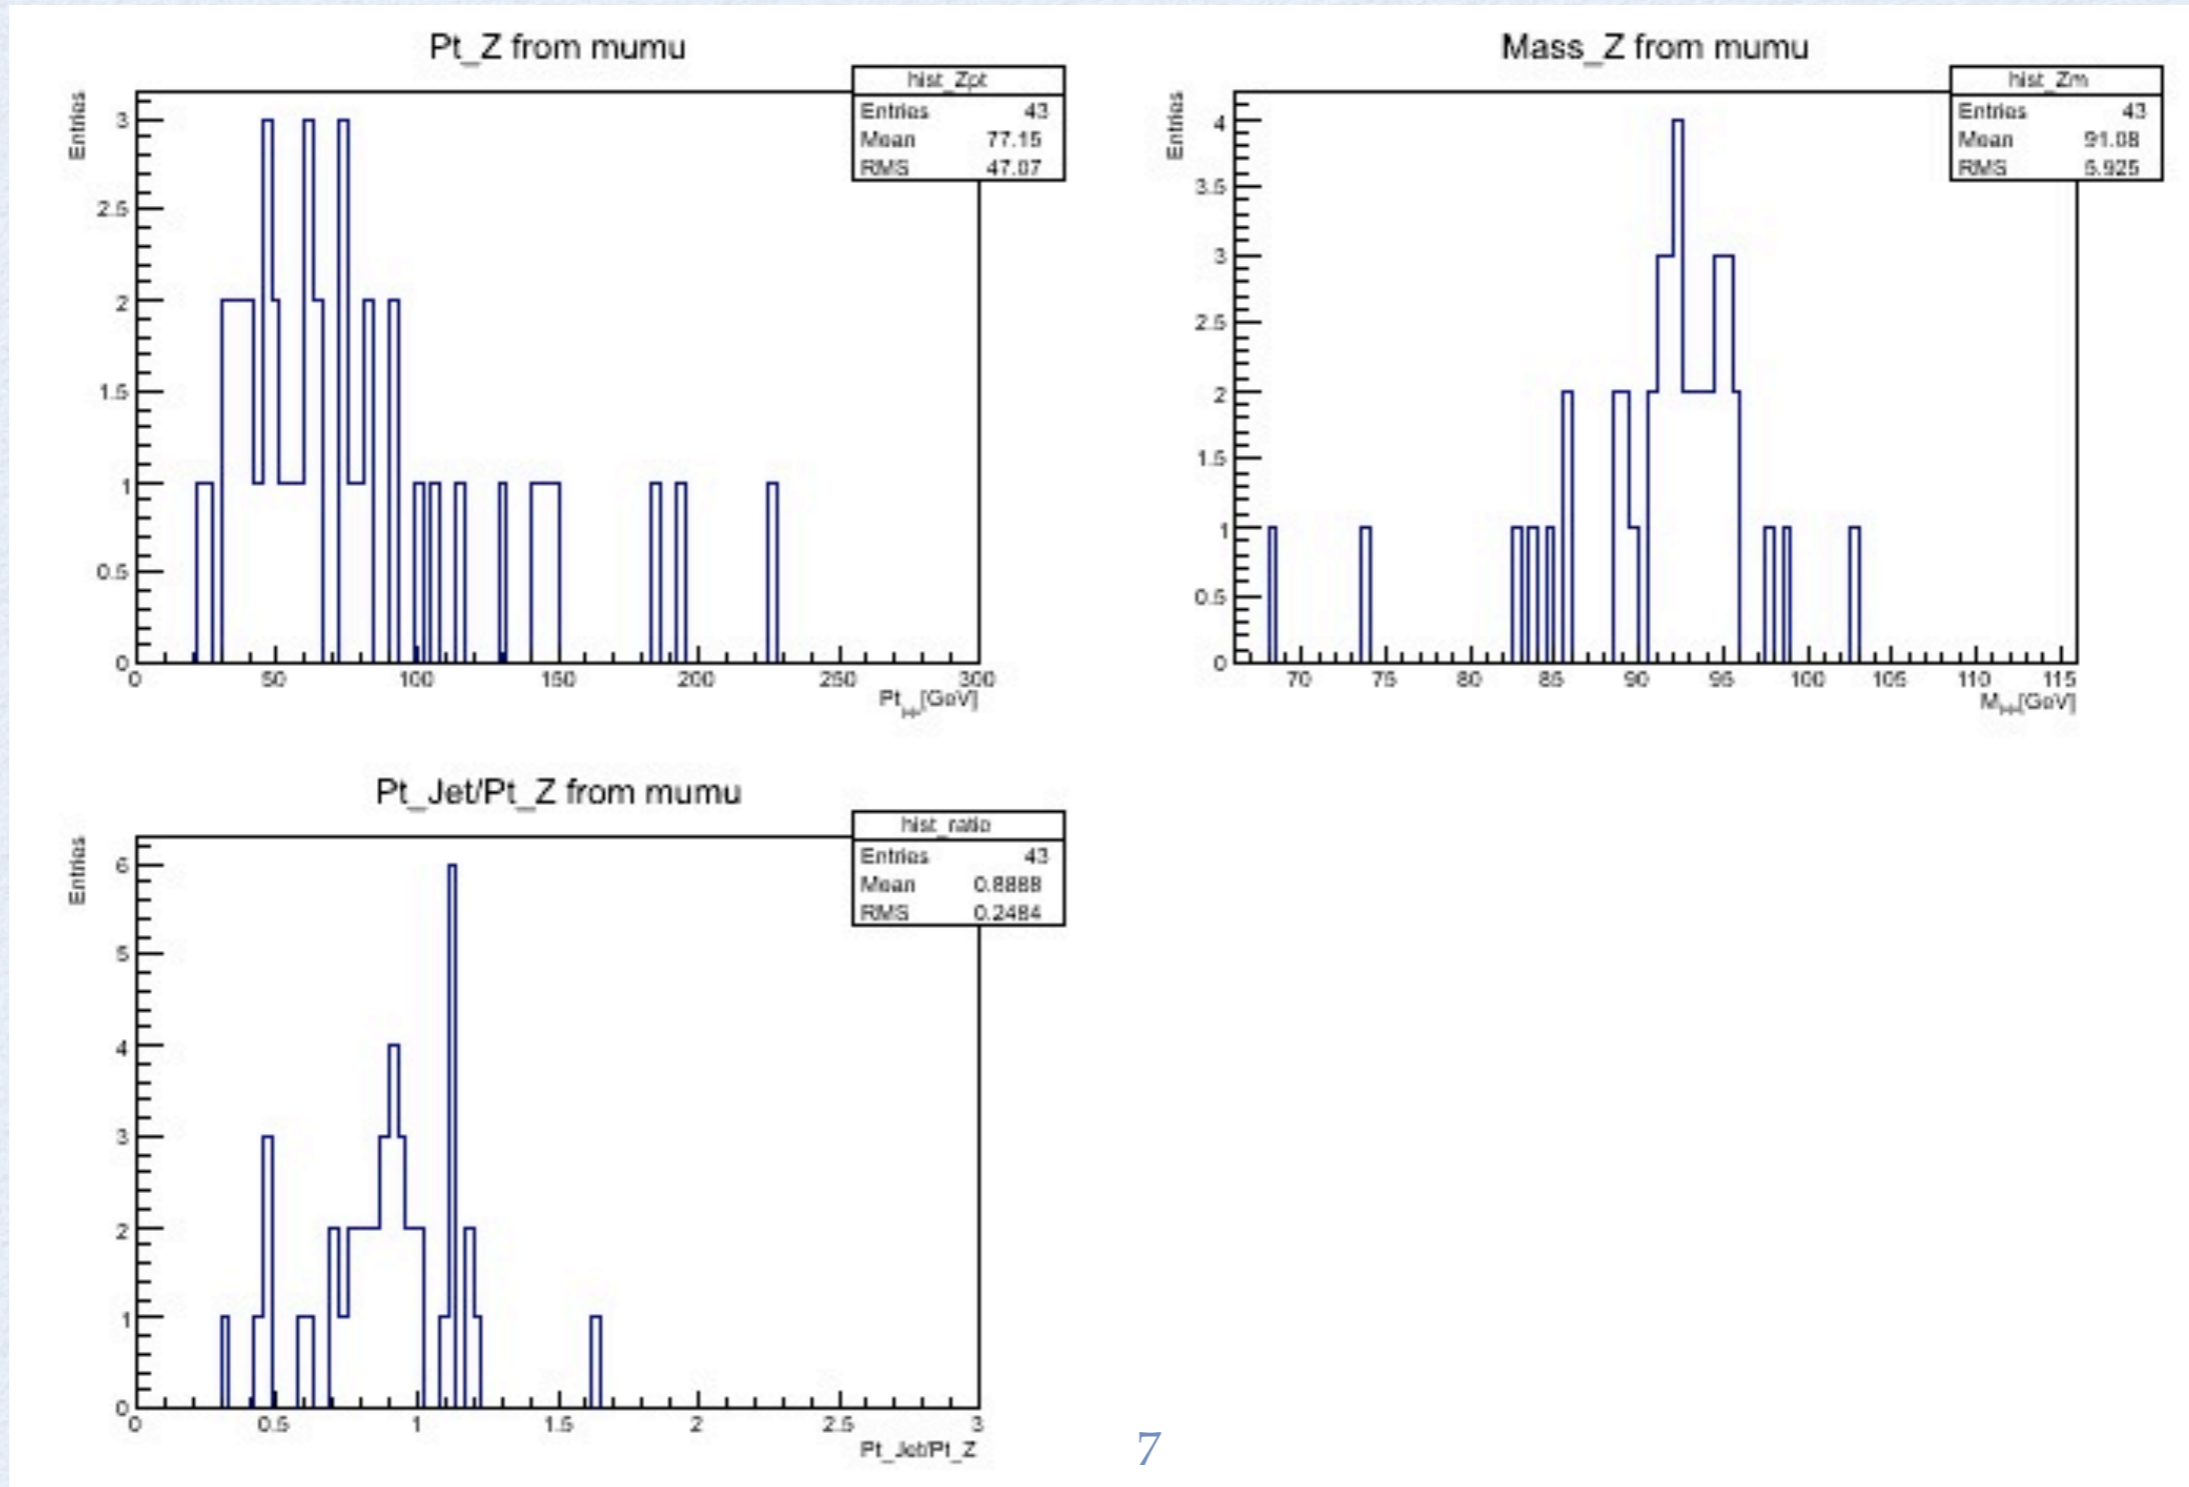 Pt_Z from mumu
hist_Zpt
Entries 43
Mean 77.15
RMS 47.07
Entries
3
2.5
2
1.5
1
0.5
0
0 50 100 150 200 250 300
Pt [GeV]
Mass_Z from mumu
hist_Zm
Entries 43
Mean 91.08
RMS 5.925
Entries
4
3.5
3
2.5
2
1.5
1
0.5
0
70 75 80 85 90 95 100 105 110 115
M [GeV]
Pt_Jet/Pt_Z from mumu
hist_ratio
Entries 43
Mean 0.8888
RMS 0.2484
Entries
6
5
4
3
2
1
0
0 0.5 1 1.5 2 2.5 3
Pt_Jet/Pt_Z
7